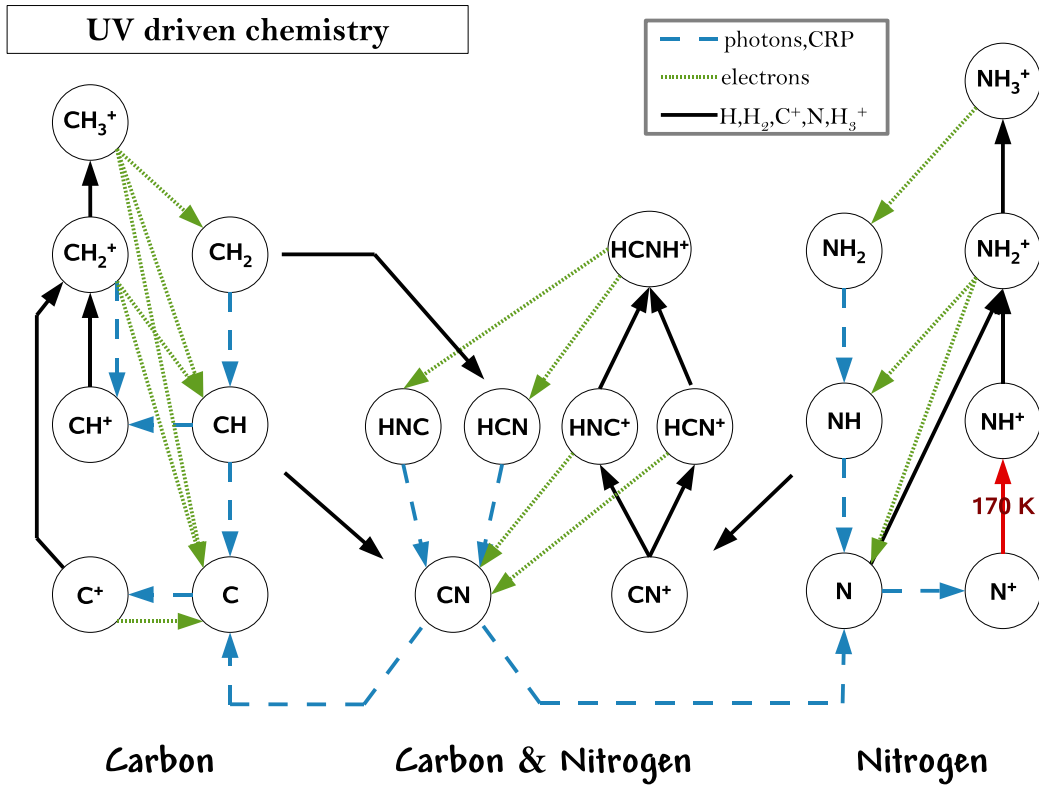 UV driven chemistry
photons,CRP
electrons
H,H₂,C⁺,N,H₃⁺
CH₃⁺
NH₃⁺
CH₂⁺
CH₂
HCNH⁺
NH₂
NH₂⁺
CH⁺
CH
HNC
HCN
HNC⁺
HCN⁺
NH
NH⁺
170 K
C⁺
C
CN
CN⁺
N
N⁺
Carbon
Carbon & Nitrogen
Nitrogen